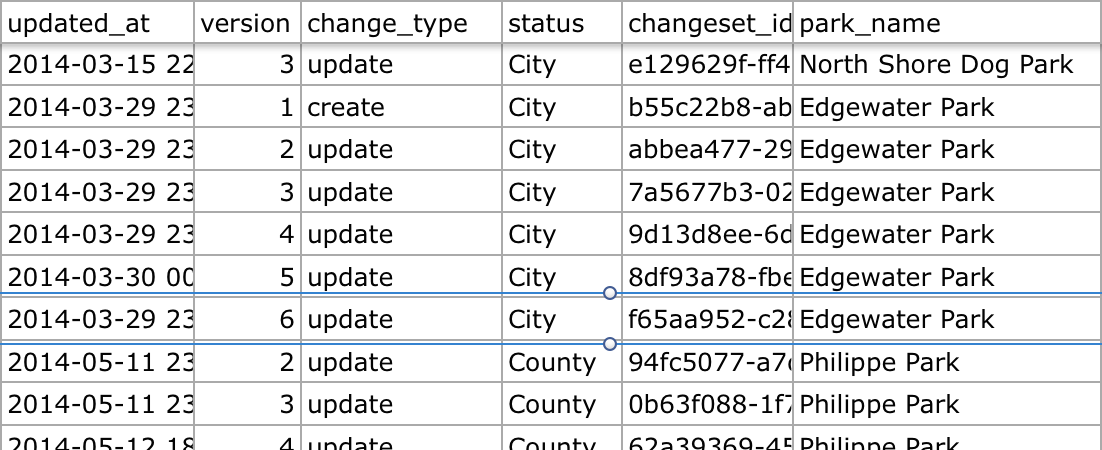 updated_at version change_type status changeset_id park_name
2014-03-15 22 3 update City e129629f-ff4 North Shore Dog Park
2014-03-29 23 1 create City b55c22b8-ab Edgewater Park
2014-03-29 23 2 update City abbea477-29 Edgewater Park
2014-03-29 23 3 update City 7a5677b3-02 Edgewater Park
2014-03-29 23 4 update City 9d13d8ee-6d Edgewater Park
2014-03-30 00 5 update City 8df93a78-fbe Edgewater Park
2014-03-29 23 6 update City f65aa952-c28 Edgewater Park
2014-05-11 23 2 update County 94fc5077-a7c Philippe Park
2014-05-11 23 3 update County 0b63f088-1f7 Philippe Park
2014-05-12 18 4 update County 62a39369-45 Philippe Park